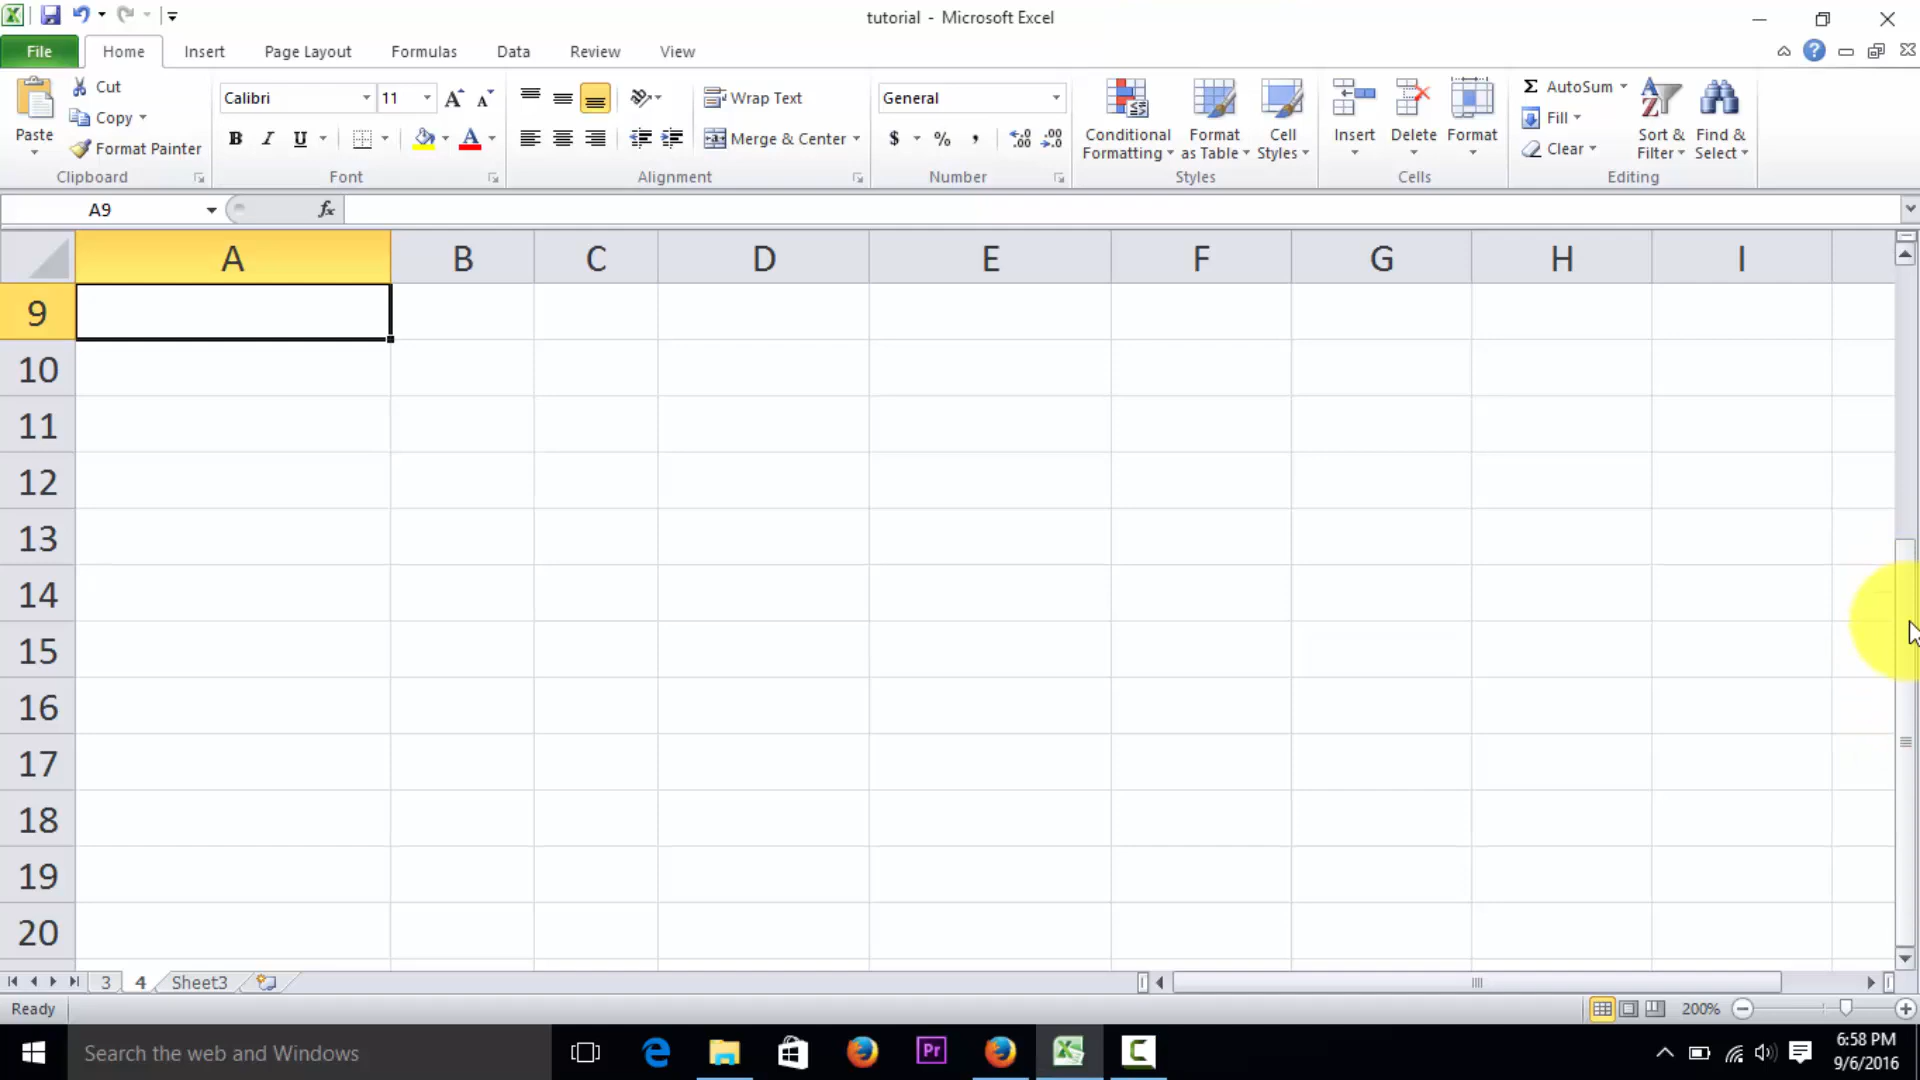 tutorial - Microsoft Excel
File Home Insert Page Layout Formulas Data Review View
Paste
Cut
Copy
Format Painter
Clipboard
Calibri 11
B I U
Font
Wrap Text
Merge & Center
Alignment
General
$ % ,
Number
Conditional Formatting
Format as Table
Cell Styles
Styles
Insert Delete Format
Cells
Σ AutoSum
Fill
Clear
Sort & Filter
Find & Select
Editing
A9 fx
A B C D E F G H I
9
10
11
12
13
14
15
16
17
18
19
20
3 4 Sheet3
Ready 200%
Search the web and Windows
Pr
6:58 PM
9/6/2016